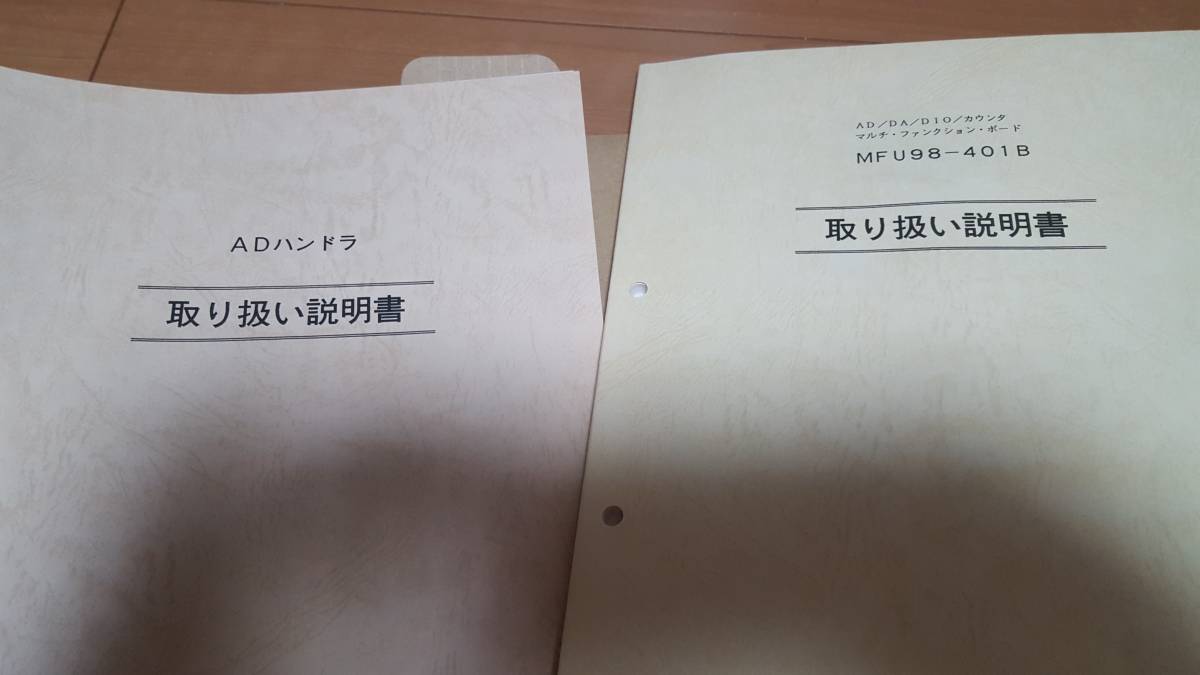 ADハンドラ
取り扱い説明書
AD／DA／DIO／カウンタ
マルチ・ファンクション・ボード
MFU98－401B
取り扱い説明書